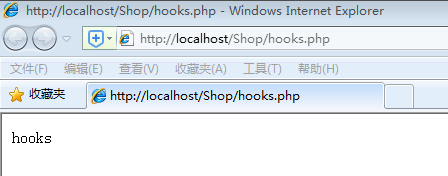 http://localhost/Shop/hooks.php - Windows Internet Explorer
http://localhost/Shop/hooks.php
文件(F) 编辑(E) 查看(V) 收藏夹(A) 工具(T) 帮助(H)
收藏夹 http://localhost/Shop/hooks.php
hooks